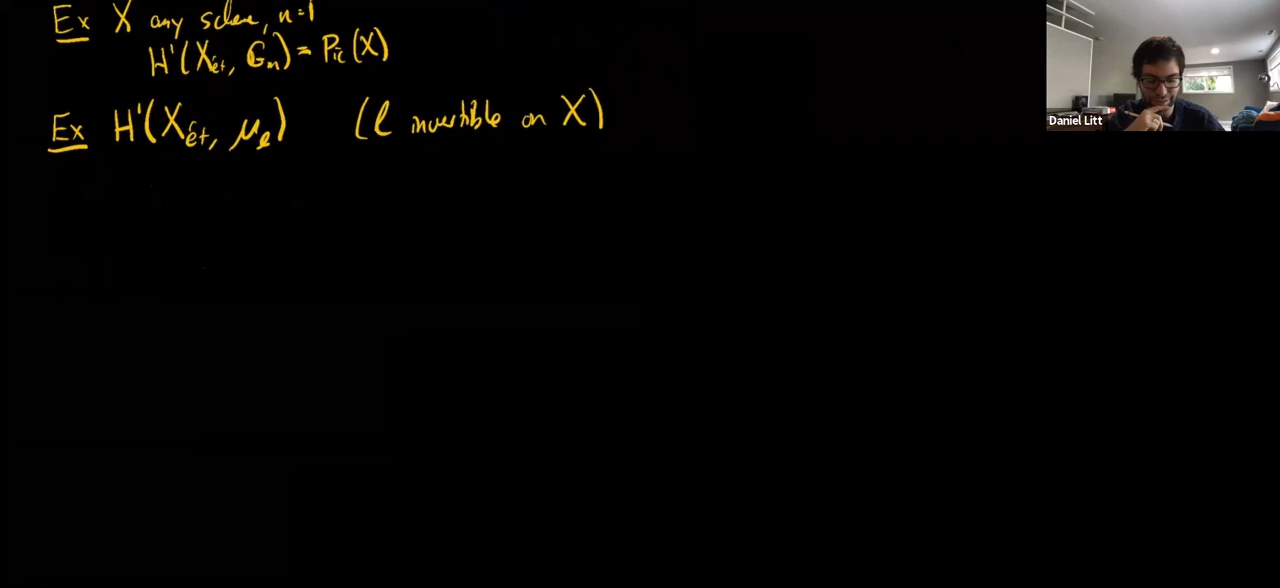 Ex X any scheme, n=1
H¹(X_ét, G_m) = Pic(X)
Ex H¹(X_ét, μ_ℓ) (ℓ invertible on X)
Daniel Litt